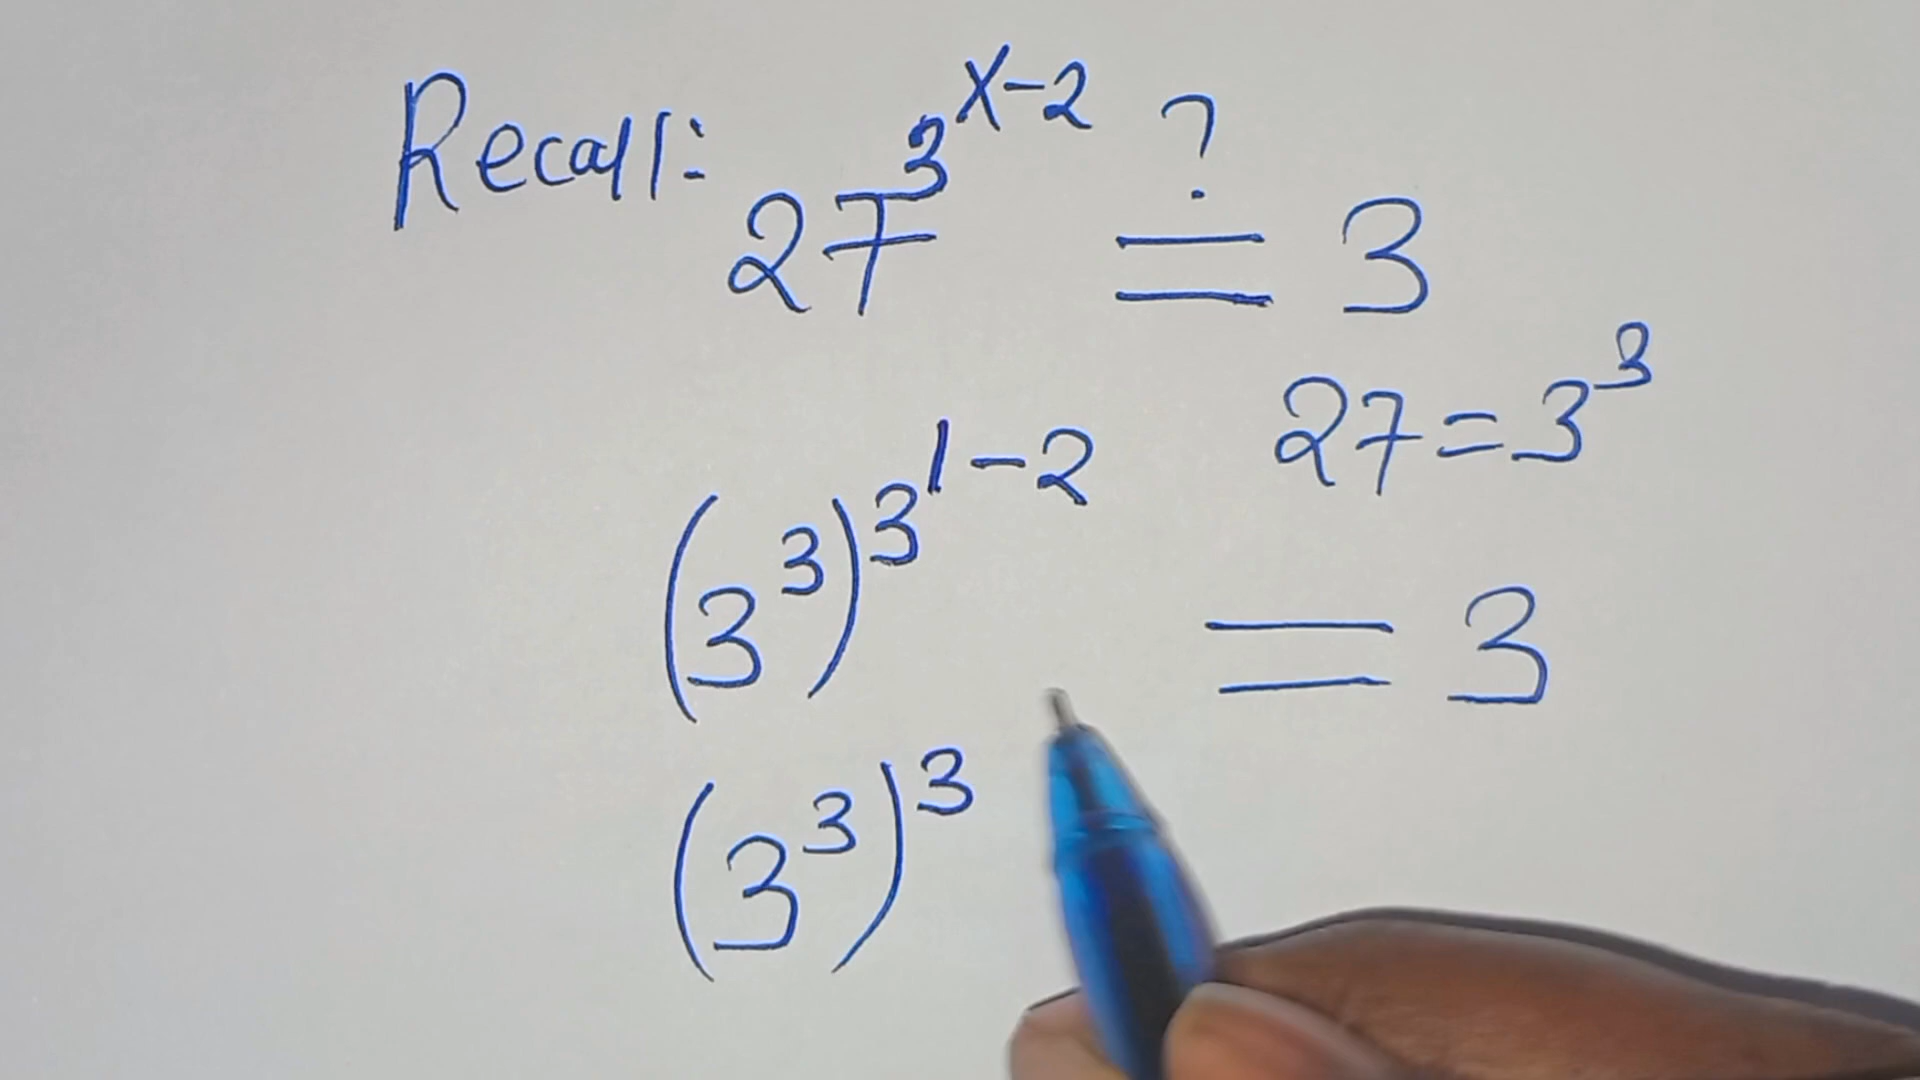 Recall: 27^3^x-2 ?= 3
27=3^3
(3^3)^3^1-2 = 3
(3^3)^3